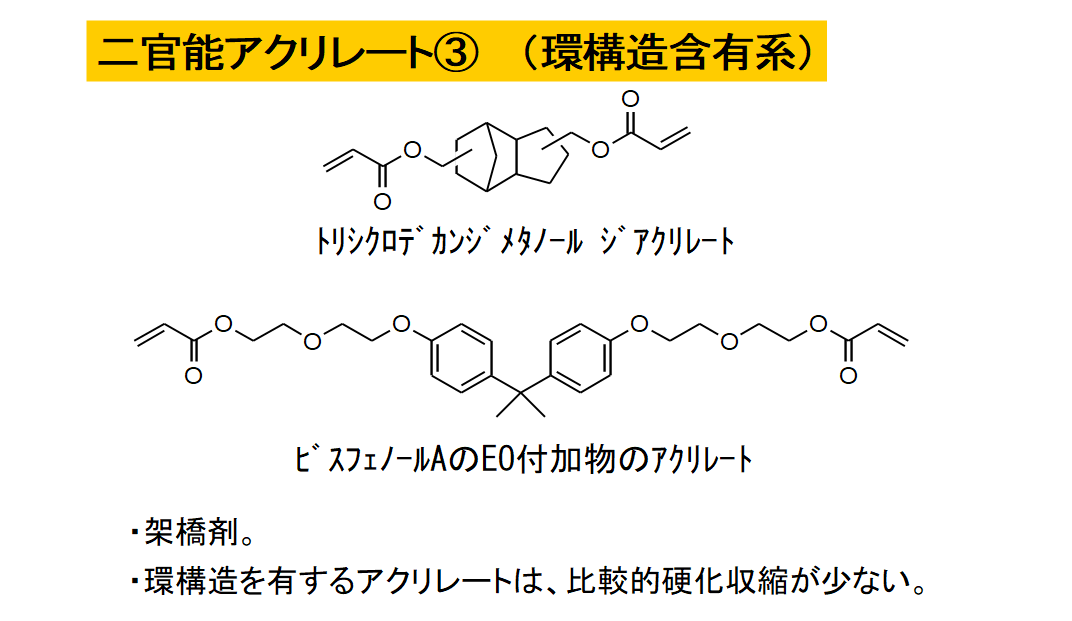 二官能アクリレート③　（環構造含有系）
O
O
O
O
ﾄﾘｼｸﾛﾃﾞｶﾝｼﾞﾒﾀﾉｰﾙ ｼﾞｱｸﾘﾚｰﾄ
O
O
O
O
O
O
O
O
ﾋﾞｽﾌｪﾉｰﾙAのEO付加物のｱｸﾘﾚｰﾄ
・架橋剤。
・環構造を有するアクリレートは、比較的硬化収縮が少ない。